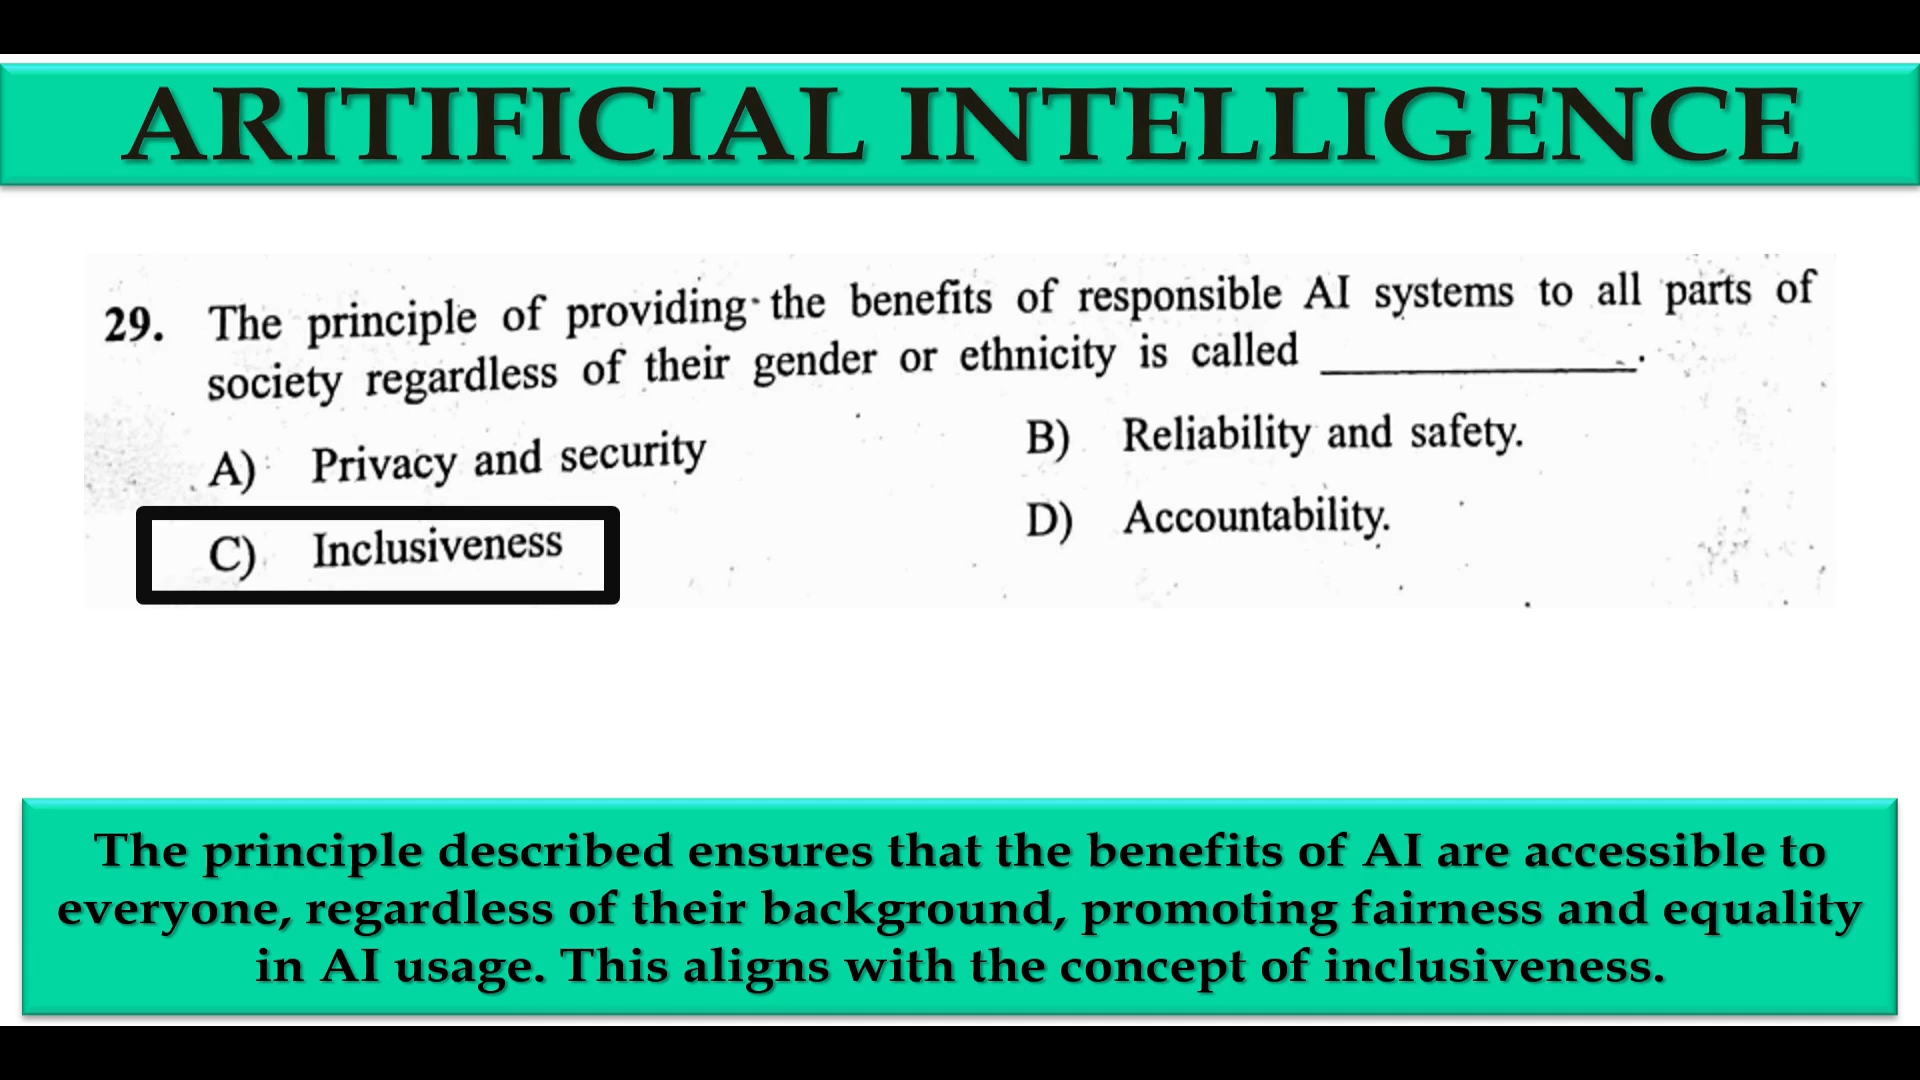 ARITIFICIAL INTELLIGENCE
29. The principle of providing the benefits of responsible AI systems to all parts of
society regardless of their gender or ethnicity is called ____________.
A) Privacy and security B) Reliability and safety.
C) Inclusiveness D) Accountability.
The principle described ensures that the benefits of AI are accessible to
everyone, regardless of their background, promoting fairness and equality
in AI usage. This aligns with the concept of inclusiveness.